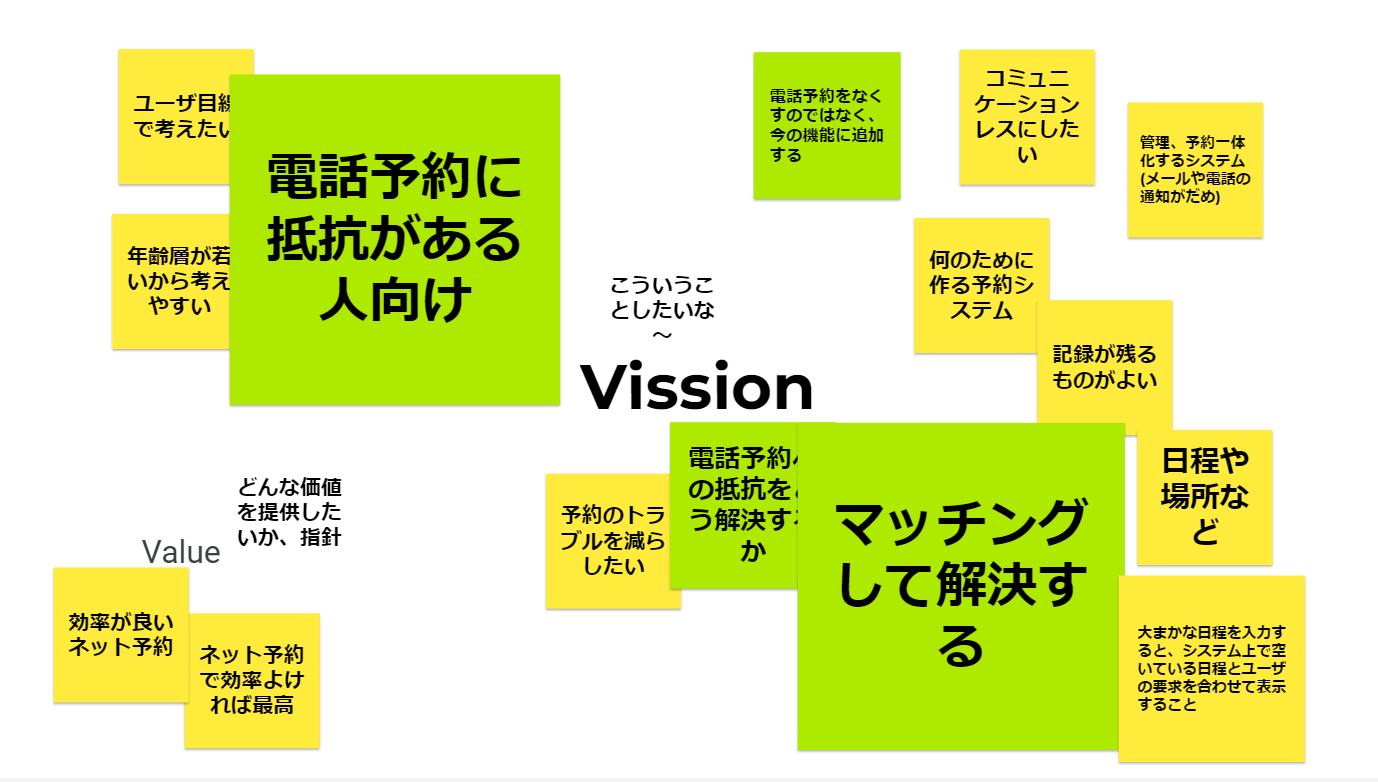 ユーザ目線
で考えたい
電話予約に
抵抗がある
人向け
年齢層が若
いから考え
やすい
電話予約をなく
すのではなく、
今の機能に追加
する
コミュニ
ケーション
レスにした
い
管理、予約一体
化するシステム
(メールや電話の
通知がだめ)
何のために
作る予約シ
ステム
記録が残る
ものがよい
こういうこ
としたいな
～
Vission
日程や
場所な
ど
電話予約
の抵抗を
う解決する
か
マッチング
して解決す
る
予約のトラ
ブルを減ら
したい
どんな価値
を提供した
いか、指針
Value
効率が良い
ネット予約
ネット予約
で効率よけ
れば最高
大まかな日程を入力す
ると、システム上で空
いている日程とユーザ
の要求を合わせて表示
すること